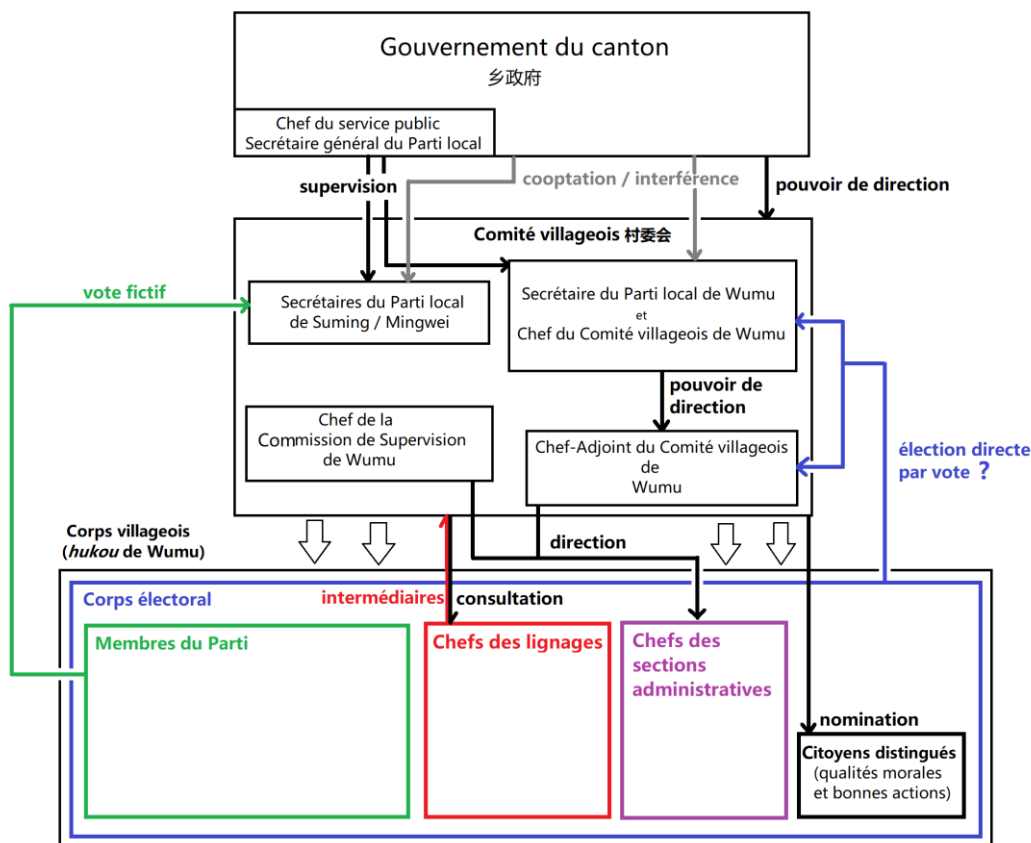 Gouvernement du canton
乡政府
Chef du service public
Secrétaire général du Parti local
supervision
cooptation / interférence
pouvoir de direction
Comité villageois 村委会
vote fictif
Secrétaires du Parti local
de Suming / Mingwei
Secrétaire du Parti local de Wumu
et
Chef du Comité villageois de Wumu
pouvoir de
direction
Chef de la
Commission de Supervision
de Wumu
Chef-Adjoint du Comité villageois
de
Wumu
élection directe
par vote ?
Corps villageois
(hukou de Wumu)
direction
Corps électoral
intermédiaires
consultation
Membres du Parti
Chefs des lignages
Chefs des
sections
administratives
nomination
Citoyens distingués
(qualités morales
et bonnes actions)